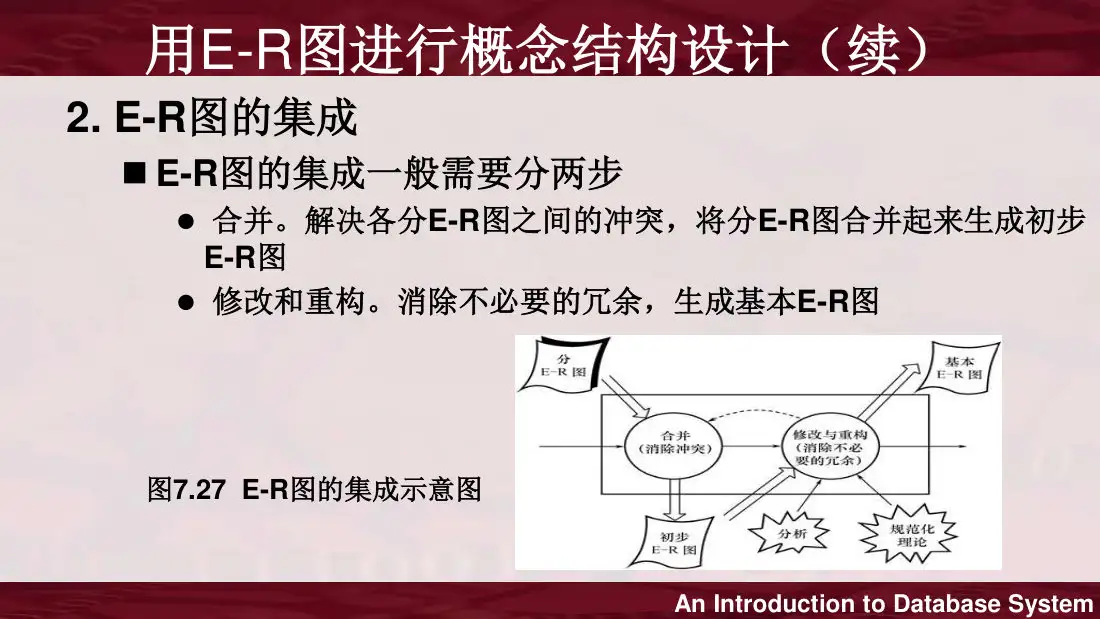 用E-R图进行概念结构设计（续）
2. E-R图的集成
■ E-R图的集成一般需要分两步
● 合并。解决各分E-R图之间的冲突，将分E-R图合并起来生成初步
E-R图
● 修改和重构。消除不必要的冗余，生成基本E-R图
分
E-R 图
基本
E-R 图
合并
(消除冲突)
修改与重构
(消除不必
要的冗余)
图7.27 E-R图的集成示意图
初步
E-R 图
分析
规范化
理论
An Introduction to Database System